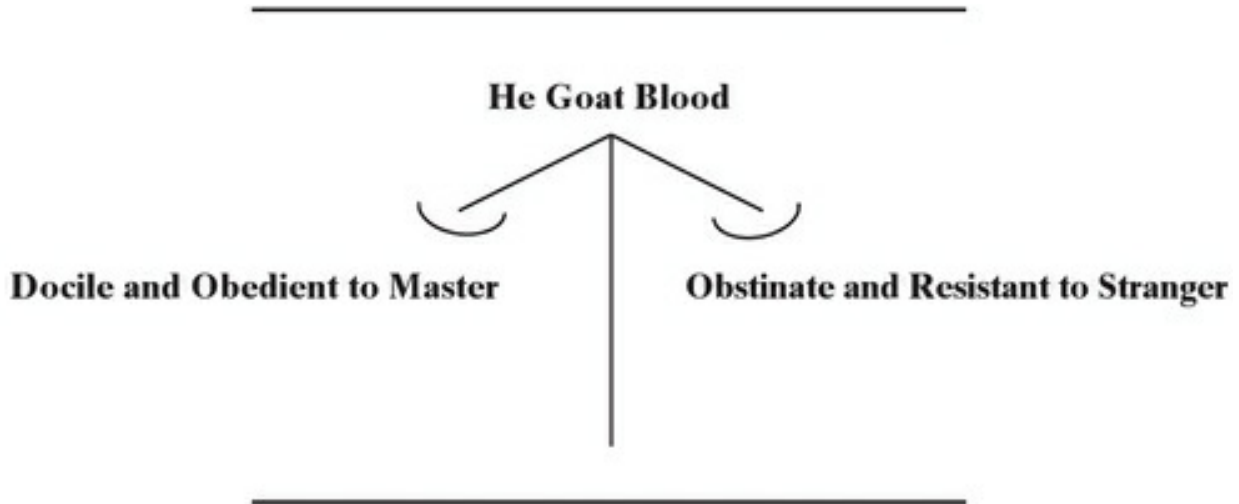 He Goat Blood
Docile and Obedient to Master
Obstinate and Resistant to Stranger